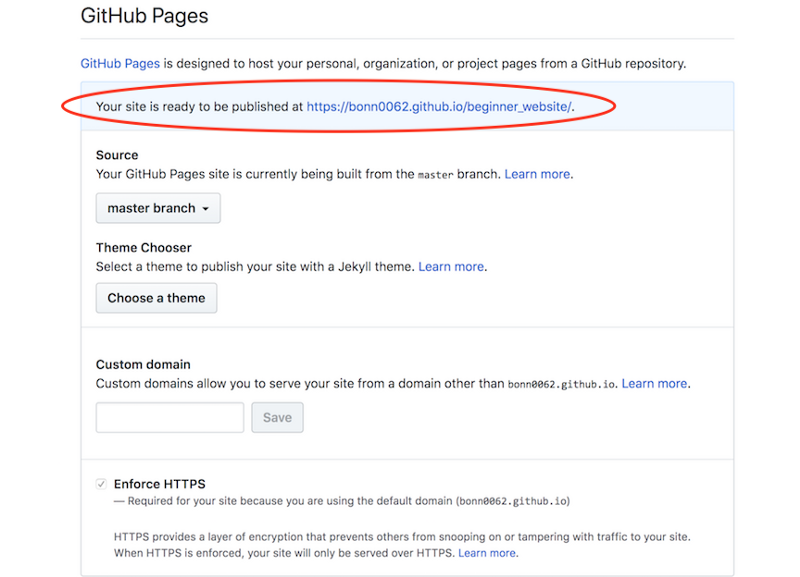 GitHub Pages
GitHub Pages is designed to host your personal, organization, or project pages from a GitHub repository.
Your site is ready to be published at https://bonn0062.github.io/beginner_website/.
Source
Your GitHub Pages site is currently being built from the master branch. Learn more.
master branch
Theme Chooser
Select a theme to publish your site with a Jekyll theme. Learn more.
Choose a theme
Custom domain
Custom domains allow you to serve your site from a domain other than bonn0062.github.io. Learn more.
Save
Enforce HTTPS
— Required for your site because you are using the default domain (bonn0062.github.io)
HTTPS provides a layer of encryption that prevents others from snooping on or tampering with traffic to your site.
When HTTPS is enforced, your site will only be served over HTTPS. Learn more.